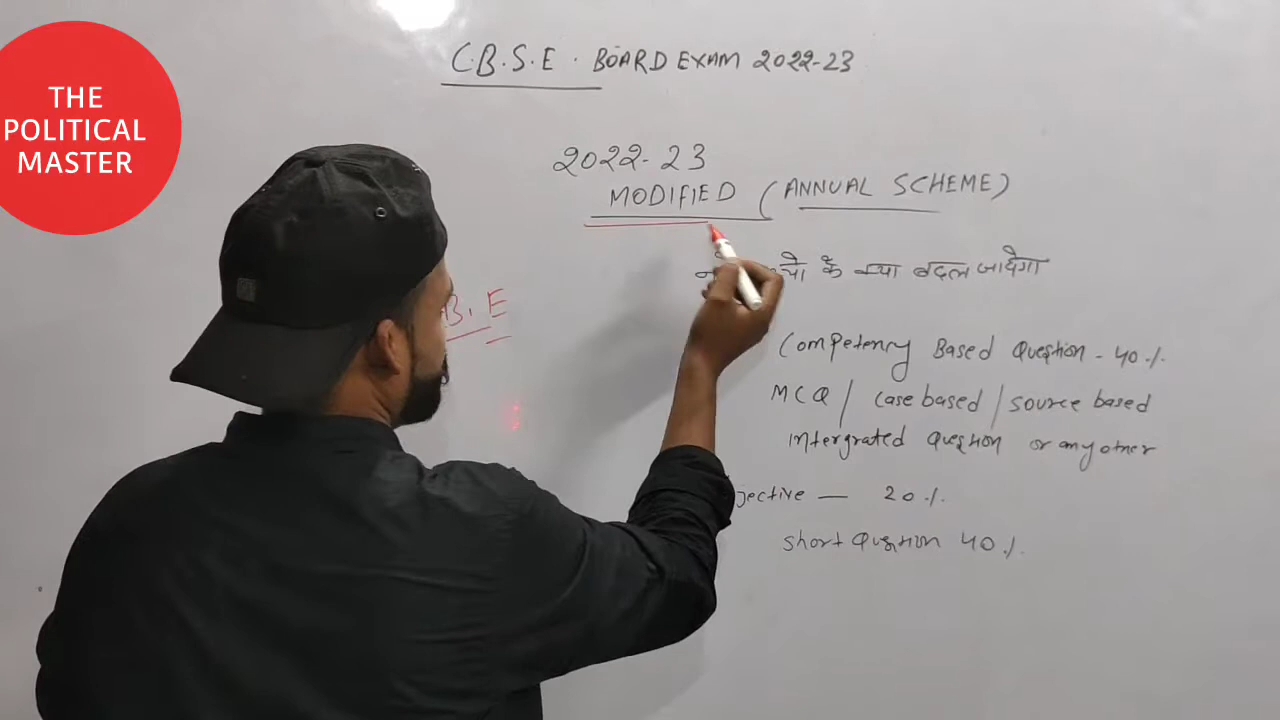 THE
POLITICAL
MASTER
C.B.S.E. BOARD EXAM 2022-23
2022-23
MODIFIED (ANNUAL SCHEME)
के क्या बदल जायेगा
B.E
Competency Based Question - 40%
MCQ / case based / source based
intergrated Question or any other
jective — 20%
short Question 40%